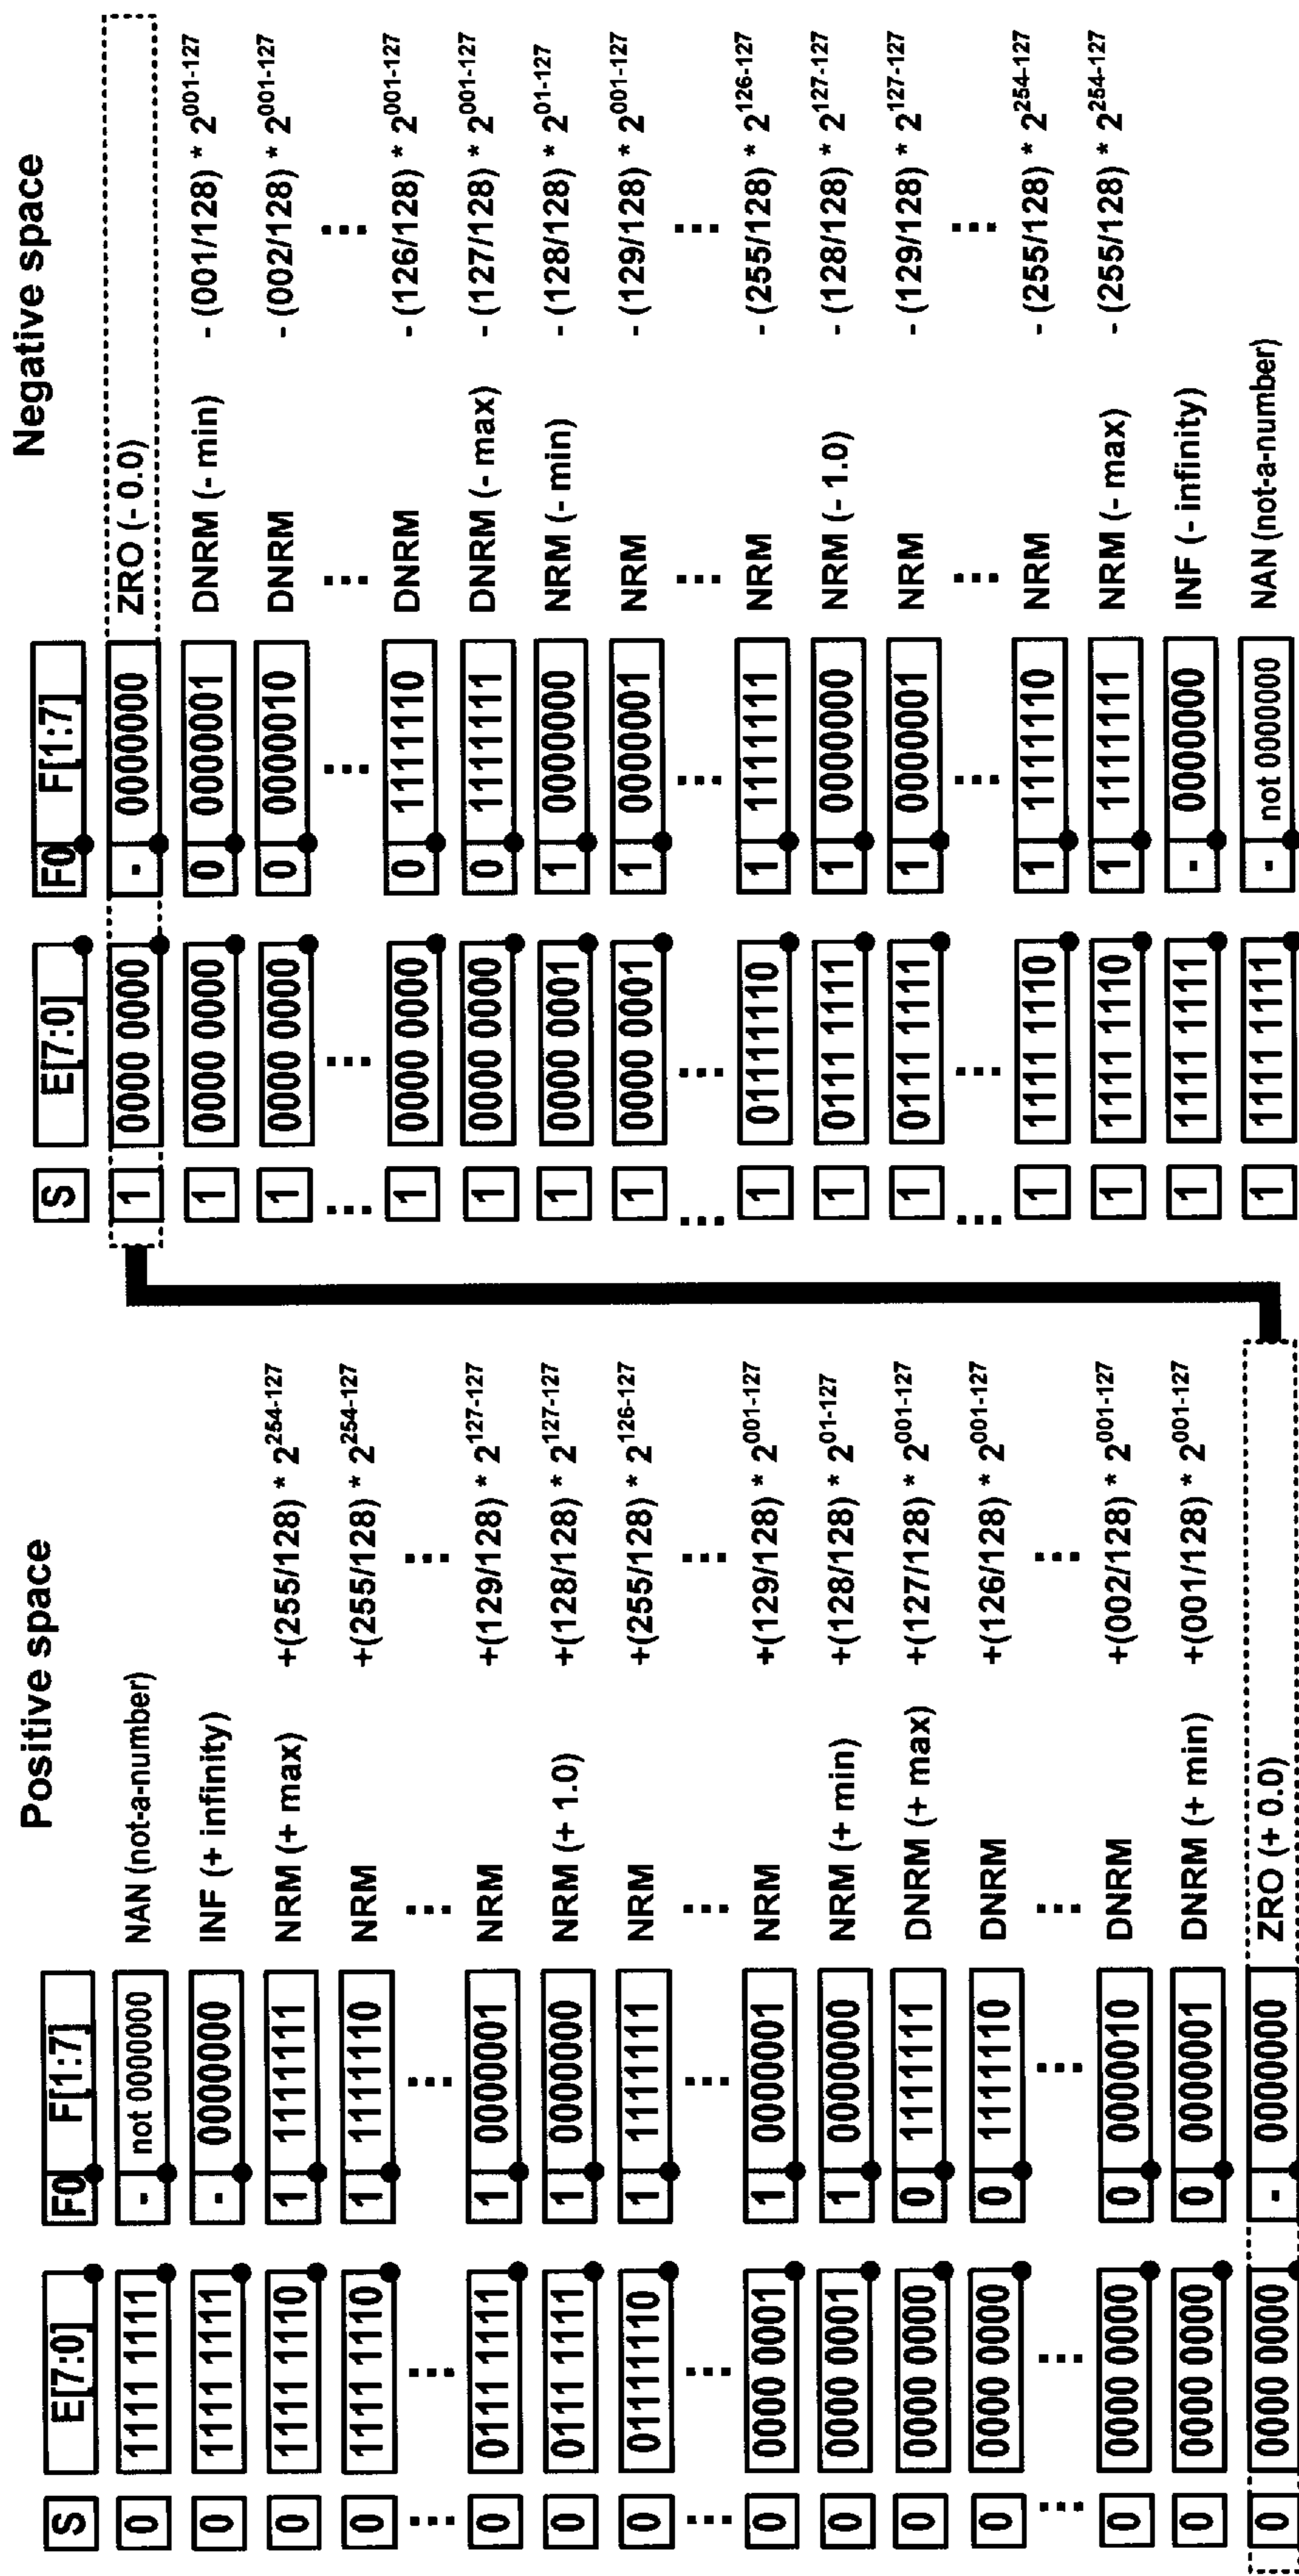 Positive space
S E[7:0] F0 F[1:7]
0 1111 1111 - not 000000 NAN (not-a-number)
0 1111 1111 - 0000000 INF (+ infinity)
0 1111 1110 1 1111111 NRM (+ max) +(255/128) * 2^254-127
0 1111 1110 1 1111110 NRM +(255/128) * 2^254-127
... ... ... ... ...
0 0111 1111 1 0000001 NRM +(129/128) * 2^127-127
0 0111 1111 1 0000000 NRM (+ 1.0) +(128/128) * 2^127-127
0 01111110 1 1111111 NRM +(255/128) * 2^126-127
... ... ... ... ...
0 0000 0001 1 0000001 NRM +(129/128) * 2^001-127
0 0000 0001 1 0000000 NRM (+ min) +(128/128) * 2^01-127
0 0000 0000 0 1111111 DNRM (+ max) +(127/128) * 2^001-127
0 0000 0000 0 1111110 DNRM +(126/128) * 2^001-127
... ... ... ... ...
0 0000 0000 0 0000010 DNRM +(002/128) * 2^001-127
0 0000 0000 0 0000001 DNRM (+ min) +(001/128) * 2^001-127
0 0000 0000 - 0000000 ZRO (+ 0.0)
Negative space
S E[7:0] F0 F[1:7]
1 0000 0000 - 0000000 ZRO (- 0.0)
1 0000 0000 0 0000001 DNRM (- min) - (001/128) * 2^001-127
1 0000 0000 0 0000010 DNRM - (002/128) * 2^001-127
... ... ... ... ...
1 0000 0000 0 1111110 DNRM - (126/128) * 2^001-127
1 0000 0000 0 1111111 DNRM (- max) - (127/128) * 2^001-127
1 0000 0001 1 0000000 NRM (- min) - (128/128) * 2^01-127
1 0000 0001 1 0000001 NRM - (129/128) * 2^001-127
... ... ... ... ...
1 01111110 1 1111111 NRM - (255/128) * 2^126-127
1 0111 1111 1 0000000 NRM (- 1.0) - (128/128) * 2^127-127
1 0111 1111 1 0000001 NRM - (129/128) * 2^127-127
... ... ... ... ...
1 1111 1110 1 1111110 NRM - (255/128) * 2^254-127
1 1111 1110 1 1111111 NRM (- max) - (255/128) * 2^254-127
1 1111 1111 - 0000000 INF (- infinity)
1 1111 1111 - not 0000000 NAN (not-a-number)